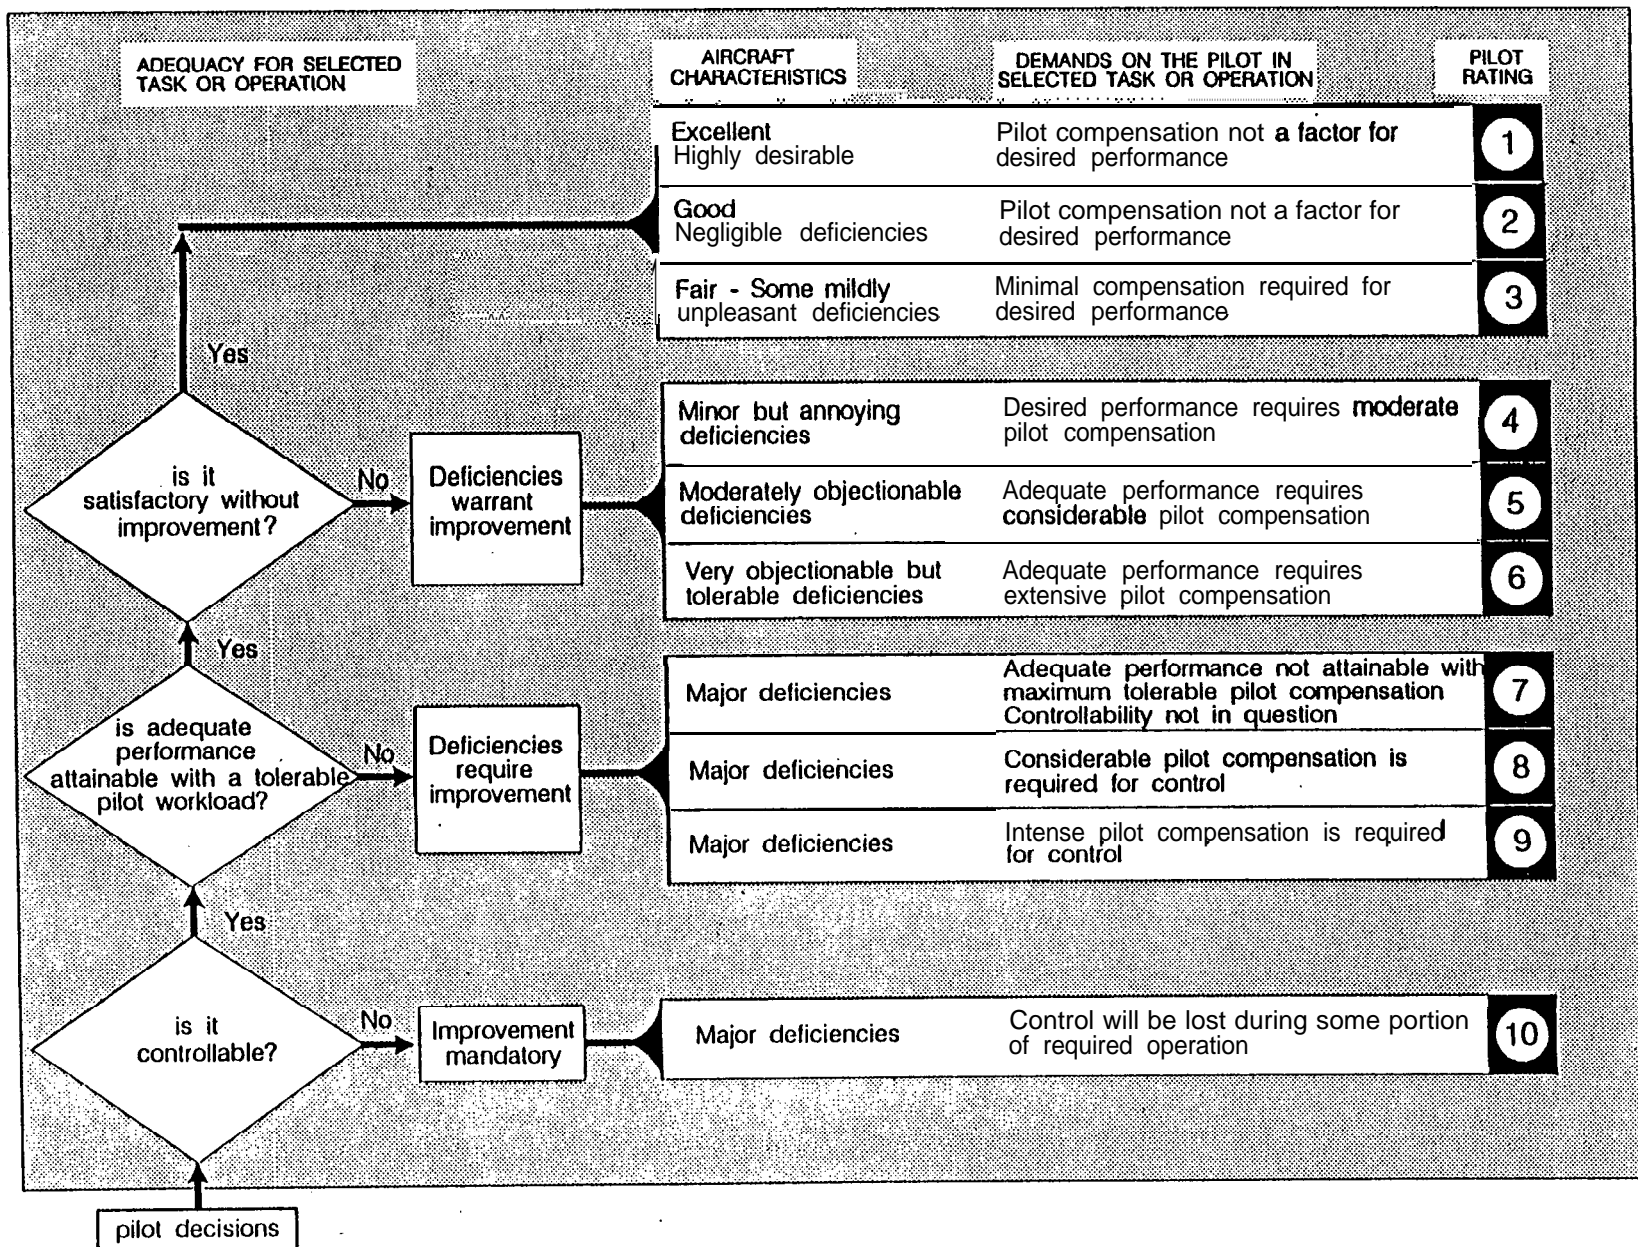 ADEQUACY FOR SELECTED
TASK OR OPERATION
AIRCRAFT
CHARACTERISTICS
DEMANDS ON THE PILOT IN
SELECTED TASK OR OPERATION
PILOT
RATING
Excellent
Highly desirable
Pilot compensation not a factor for
desired performance
1
Good
Negligible deficiencies
Pilot compensation not a factor for
desired performance
2
Fair - Some mildly
unpleasant deficiencies
Minimal compensation required for
desired performance
3
Yes
is it
satisfactory without
improvement?
No
Deficiencies
warrant
improvement
Minor but annoying
deficiencies
Desired performance requires moderate
pilot compensation
4
Moderately objectionable
deficiencies
Adequate performance requires
considerable pilot compensation
5
Very objectionable but
tolerable deficiencies
Adequate performance requires
extensive pilot compensation
6
Yes
is adequate
performance
attainable with a tolerable
pilot workload?
No
Deficiencies
require
improvement
Major deficiencies
Adequate performance not attainable with
maximum tolerable pilot compensation
Controllability not in question
7
Major deficiencies
Considerable pilot compensation is
required for control
8
Major deficiencies
Intense pilot compensation is required
for control
9
Yes
is it
controllable?
No
Improvement
mandatory
Major deficiencies
Control will be lost during some portion
of required operation
10
pilot decisions